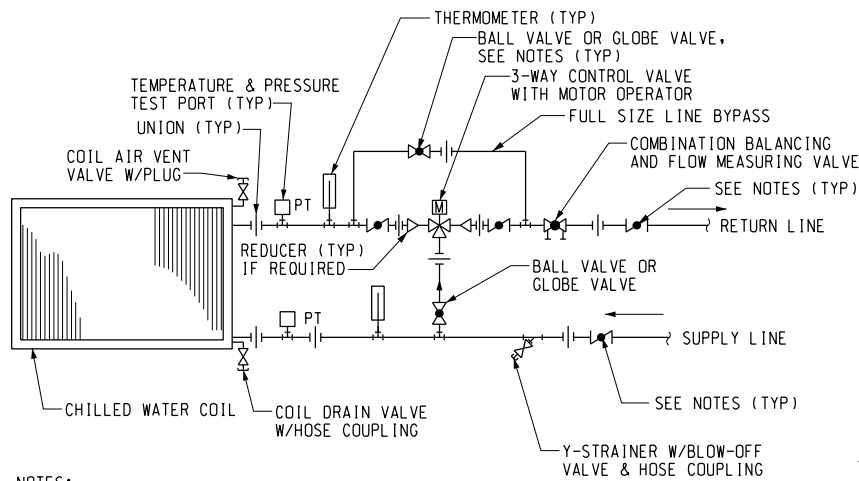 THERMOMETER (TYP)
BALL VALVE OR GLOBE VALVE,
SEE NOTES (TYP)
3-WAY CONTROL VALVE
WITH MOTOR OPERATOR
FULL SIZE LINE BYPASS
TEMPERATURE & PRESSURE
TEST PORT (TYP)
UNION (TYP)
COMBINATION BALANCING
AND FLOW MEASURING VALVE
COIL AIR VENT
VALVE W/PLUG
SEE NOTES (TYP)
PT
M
RETURN LINE
REDUCER (TYP)
IF REQUIRED
BALL VALVE OR
GLOBE VALVE
PT
SUPPLY LINE
CHILLED WATER COIL
COIL DRAIN VALVE
W/HOSE COUPLING
SEE NOTES (TYP)
Y-STRAINER W/BLOW-OFF
VALVE & HOSE COUPLING
NOTES: